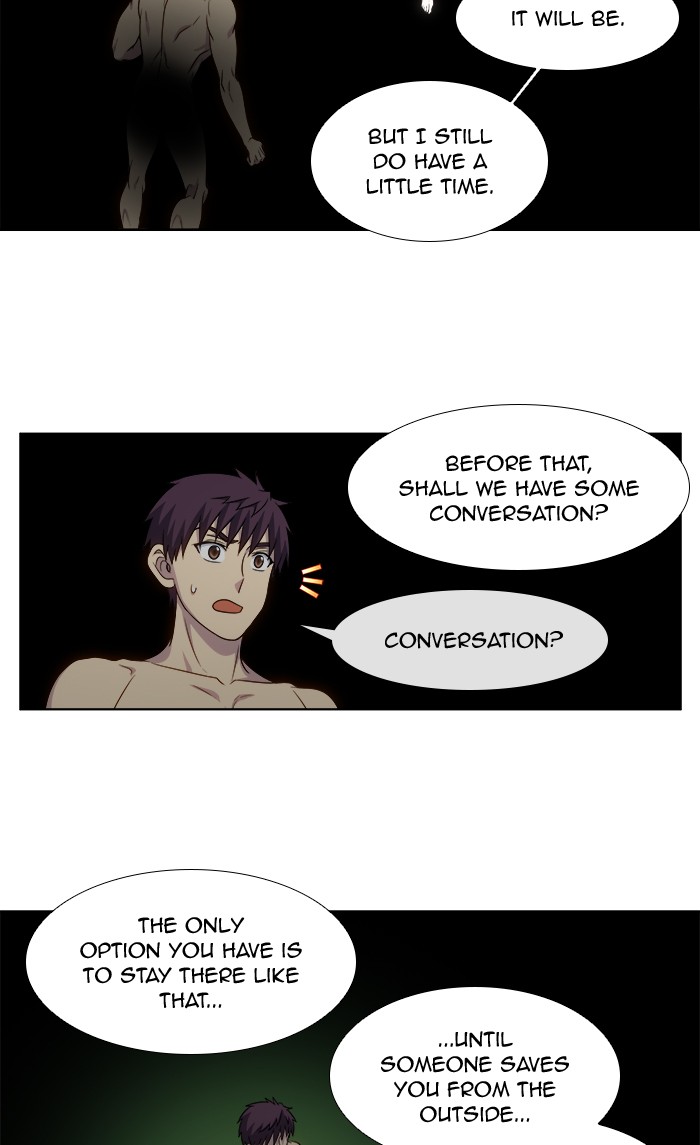 IT WILL BE.
BUT I STILL
DO HAVE A
LITTLE TIME.
BEFORE THAT,
SHALL WE HAVE SOME
CONVERSATION?
CONVERSATION?
THE ONLY
OPTION YOU HAVE IS
TO STAY THERE LIKE
THAT...
...UNTIL
SOMEONE SAVES
YOU FROM THE
OUTSIDE...